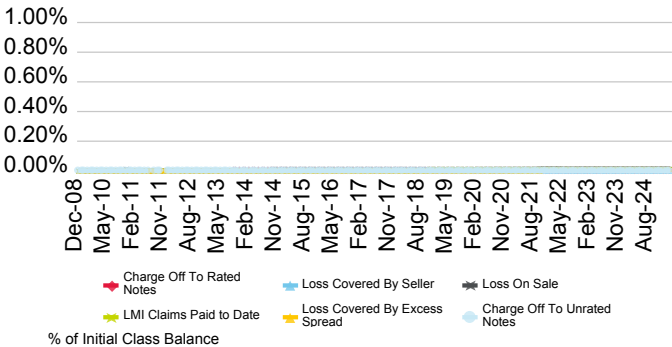 1.00%
0.80%
0.60%
0.40%
0.20%
0.00%
Dec-08
May-10
Feb-11
Nov-11
Aug-12
May-13
Feb-14
Nov-14
Aug-15
May-16
Feb-17
Nov-17
Aug-18
May-19
Feb-20
Nov-20
Aug-21
May-22
Feb-23
Nov-23
Aug-24
Charge Off To Rated
Notes
Loss Covered By Seller
Loss On Sale
LMI Claims Paid to Date
Loss Covered By Excess
Spread
Charge Off To Unrated
Notes
% of Initial Class Balance